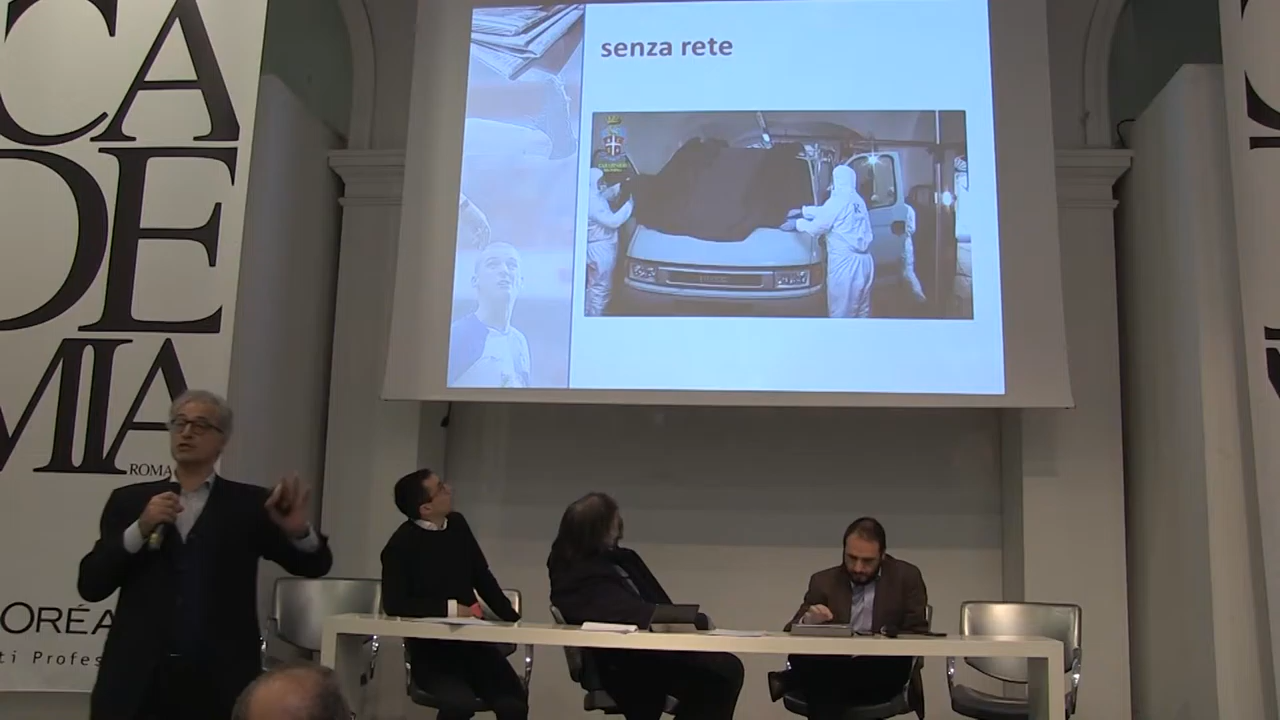 CA
DE
MIA
ROMA
ORÉA
ti Profes
senza rete